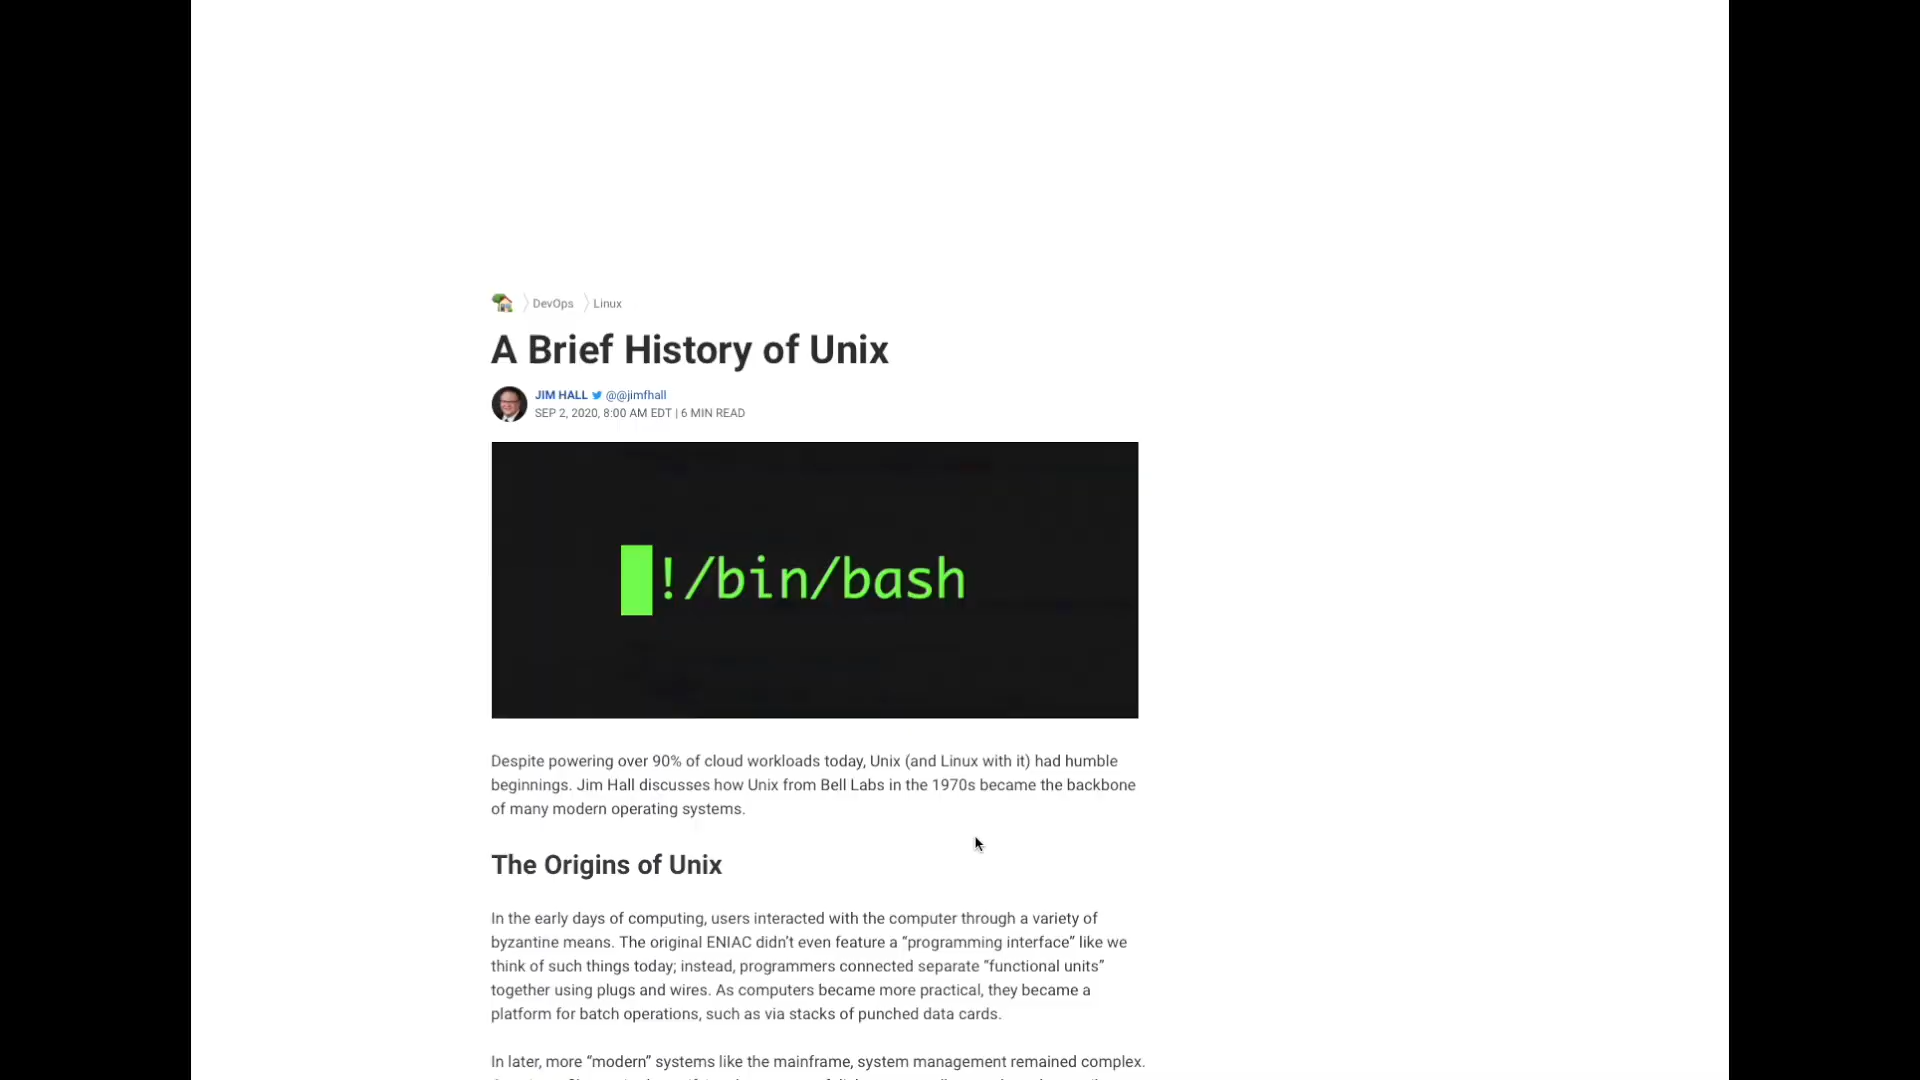 DevOps Linux
A Brief History of Unix
JIM HALL @@jimfhall
SEP 2, 2020, 8:00 AM EDT | 6 MIN READ
!/bin/bash
Despite powering over 90% of cloud workloads today, Unix (and Linux with it) had humble
beginnings. Jim Hall discusses how Unix from Bell Labs in the 1970s became the backbone
of many modern operating systems.
The Origins of Unix
In the early days of computing, users interacted with the computer through a variety of
byzantine means. The original ENIAC didn’t even feature a “programming interface” like we
think of such things today; instead, programmers connected separate “functional units”
together using plugs and wires. As computers became more practical, they became a
platform for batch operations, such as via stacks of punched data cards.
In later, more “modern” systems like the mainframe, system management remained complex.